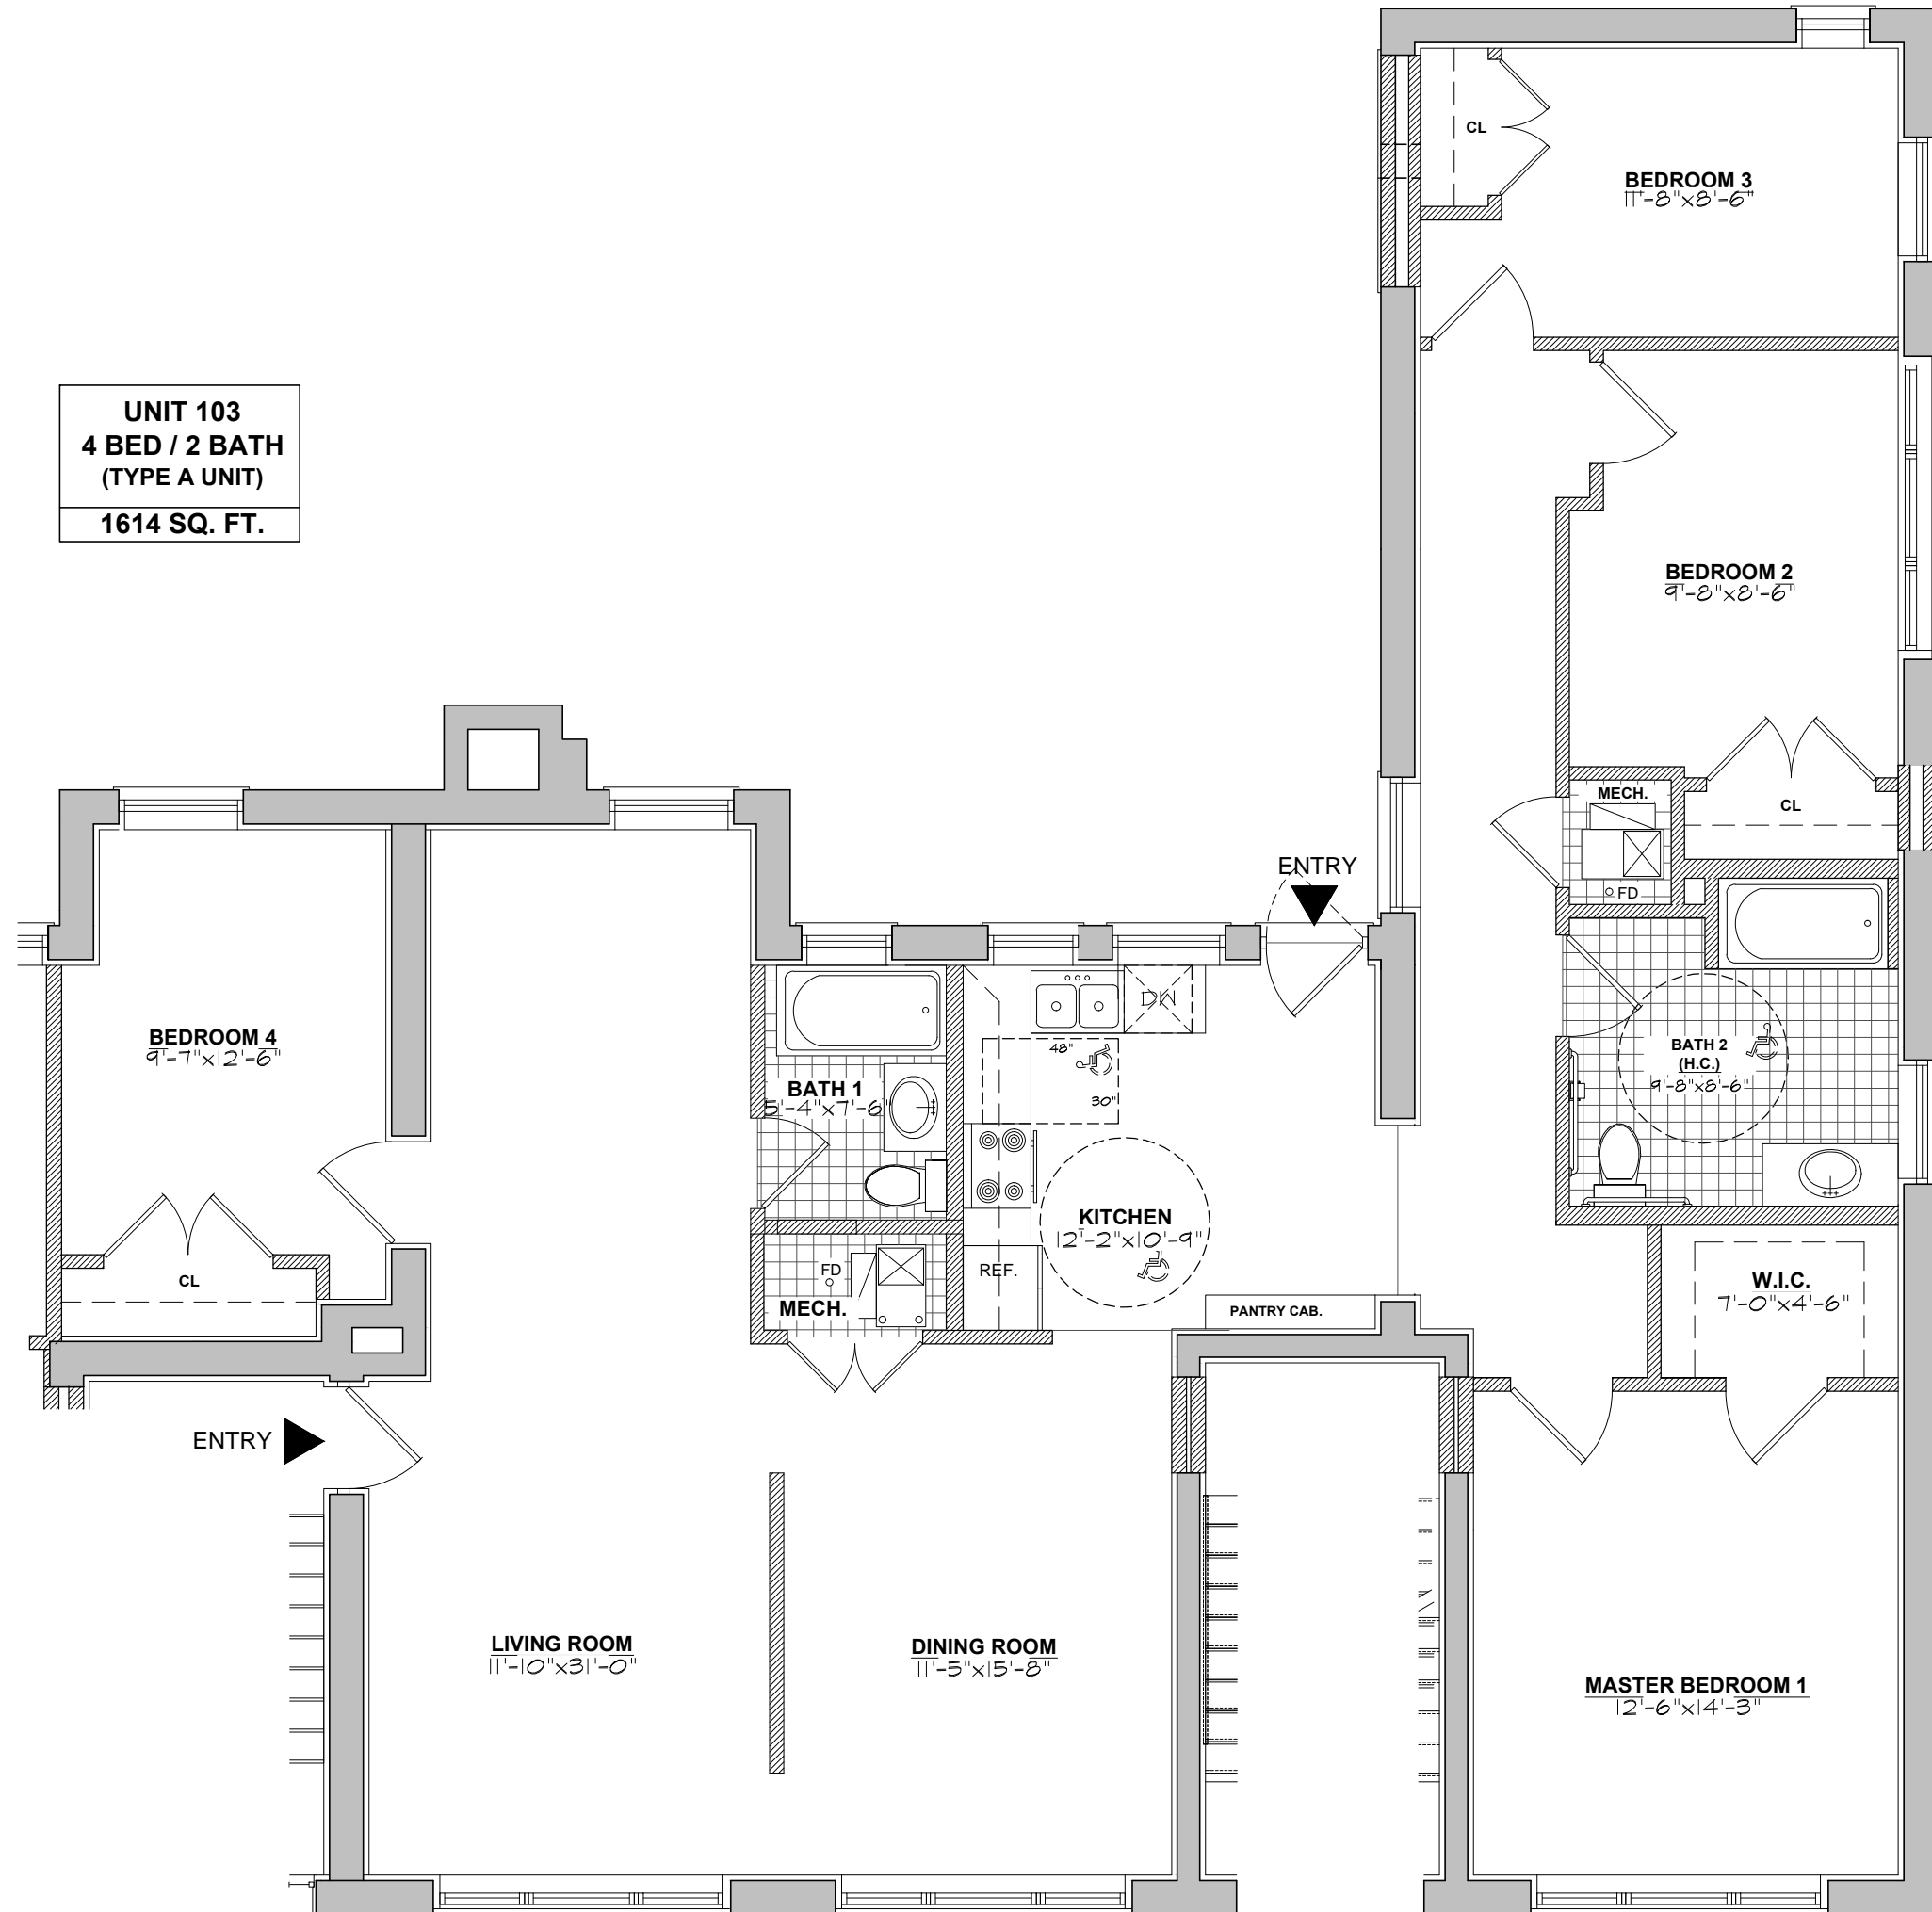 UNIT 103
4 BED / 2 BATH
(TYPE A UNIT)
1614 SQ. FT.
CL
BEDROOM 3
11'-8"x8'-6"
BEDROOM 2
9'-8"x8'-6"
MECH.
CL
FD
ENTRY
BEDROOM 4
9'-7"x12'-6"
CL
BATH 1
5'-4"x7'-6"
DW
48"
30"
BATH 2
(H.C.)
9'-8"x8'-6"
KITCHEN
12'-2"x10'-9"
REF.
FD
MECH.
PANTRY CAB.
W.I.C.
7'-0"x4'-6"
ENTRY
LIVING ROOM
11'-10"x31'-0"
DINING ROOM
11'-5"x15'-8"
MASTER BEDROOM 1
12'-6"x14'-3"